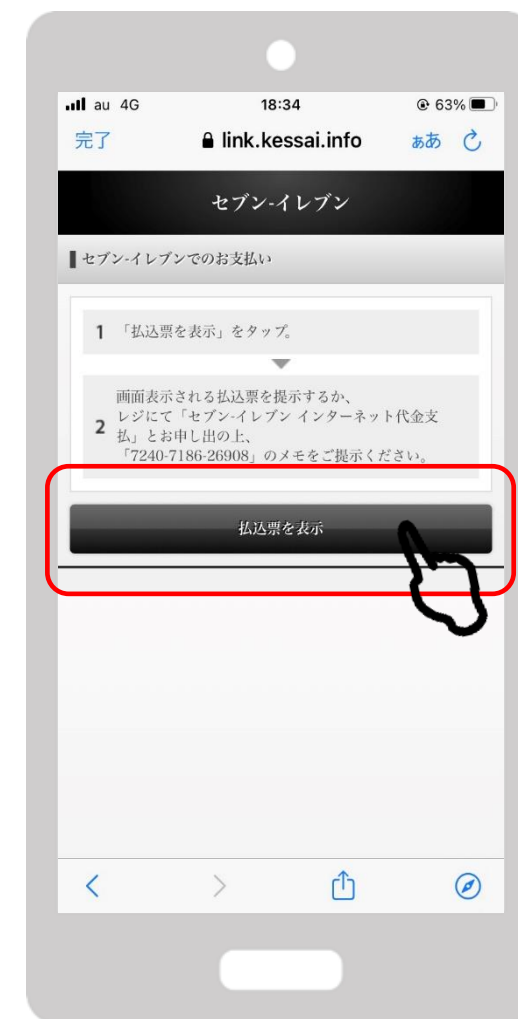 au 4G 18:34 63%
完了 link.kessai.info ぁあ
セブン-イレブン
セブン-イレブンでのお支払い
1 「払込票を表示」をタップ。
画面表示される払込票を提示するか、
2 レジにて「セブン-イレブン インターネット代金支
払」とお申し出の上、
「7240-7186-26908」のメモをご提示ください。
払込票を表示